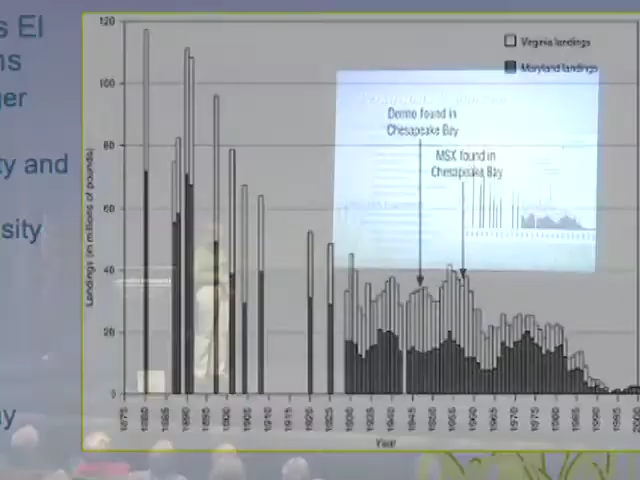 s El
ns
ger
ty and
sity
y
Virginia landings
Maryland landings
Dermo found in
Chesapeake Bay
MSX found in
Chesapeake Bay
Landings (in millions of pounds)
120
100
80
60
40
20
0
1875 1880 1885 1890 1895 1900 1905 1910 1915 1920 1925 1930 1935 1940 1945 1950 1955 1960 1965 1970 1975 1980 1985 1990 1995
Year